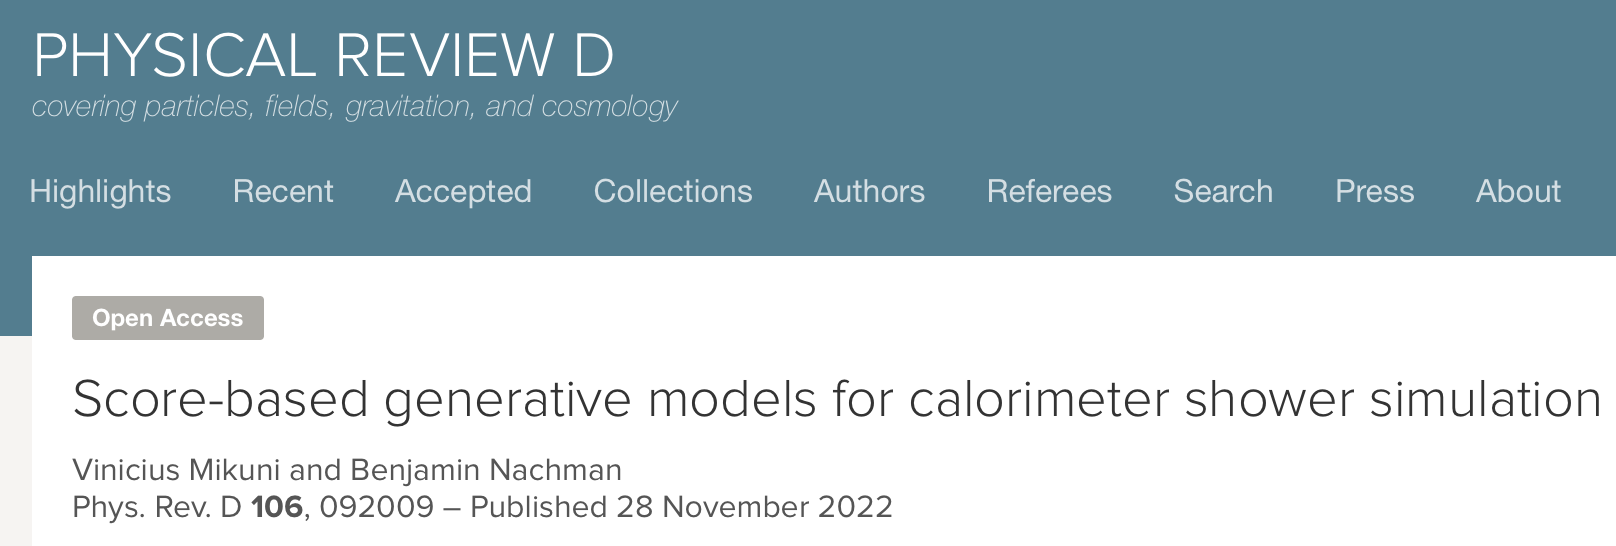 PHYSICAL REVIEW D
covering particles, fields, gravitation, and cosmology
Highlights Recent Accepted Collections Authors Referees Search Press About
Open Access
Score-based generative models for calorimeter shower simulation
Vinicius Mikuni and Benjamin Nachman
Phys. Rev. D 106, 092009 – Published 28 November 2022